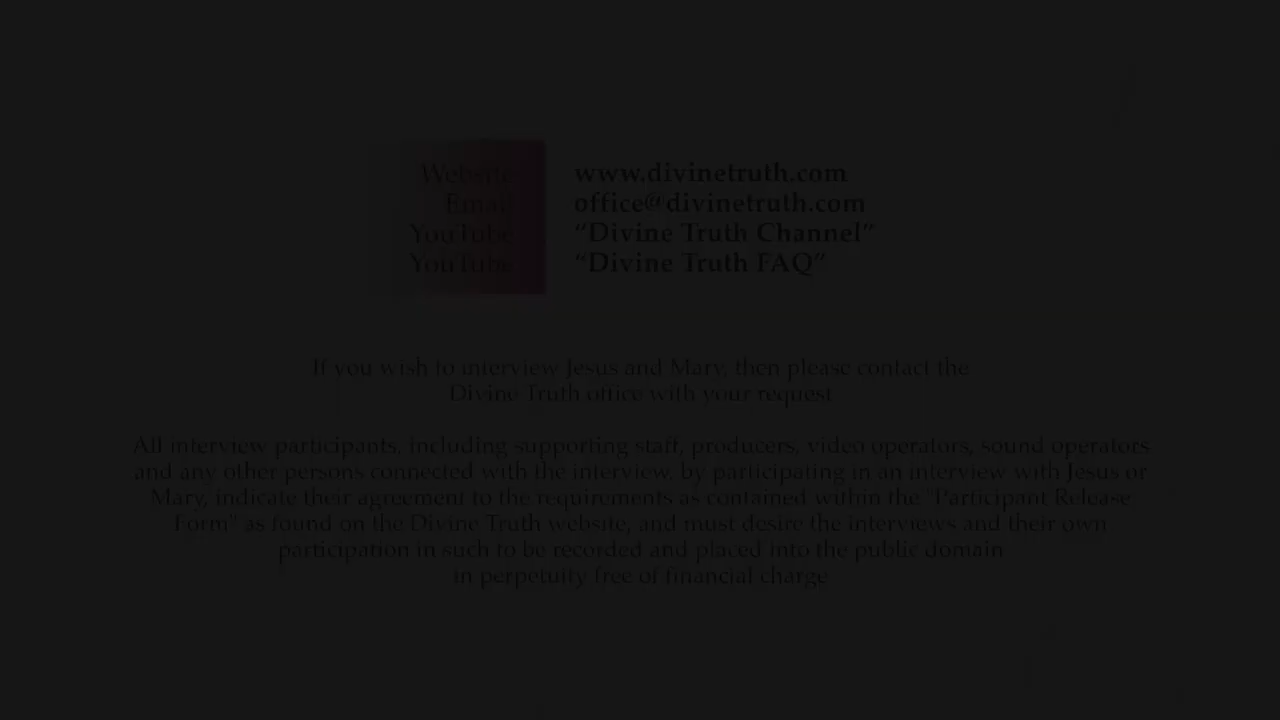 Website www.divinetruth.com
Email office@divinetruth.com
YouTube “Divine Truth Channel”
YouTube “Divine Truth FAQ”
If you wish to interview Jesus and Mary, then please contact the
Divine Truth office with your request
All interview participants, including supporting staff, producers, video operators, sound operators
and any other persons connected with the interview, by participating in an interview with Jesus or
Mary, indicate their agreement to the requirements as contained within the "Participant Release
Form" as found on the Divine Truth website, and must desire the interviews and their own
participation in such to be recorded and placed into the public domain
in perpetuity free of financial charge